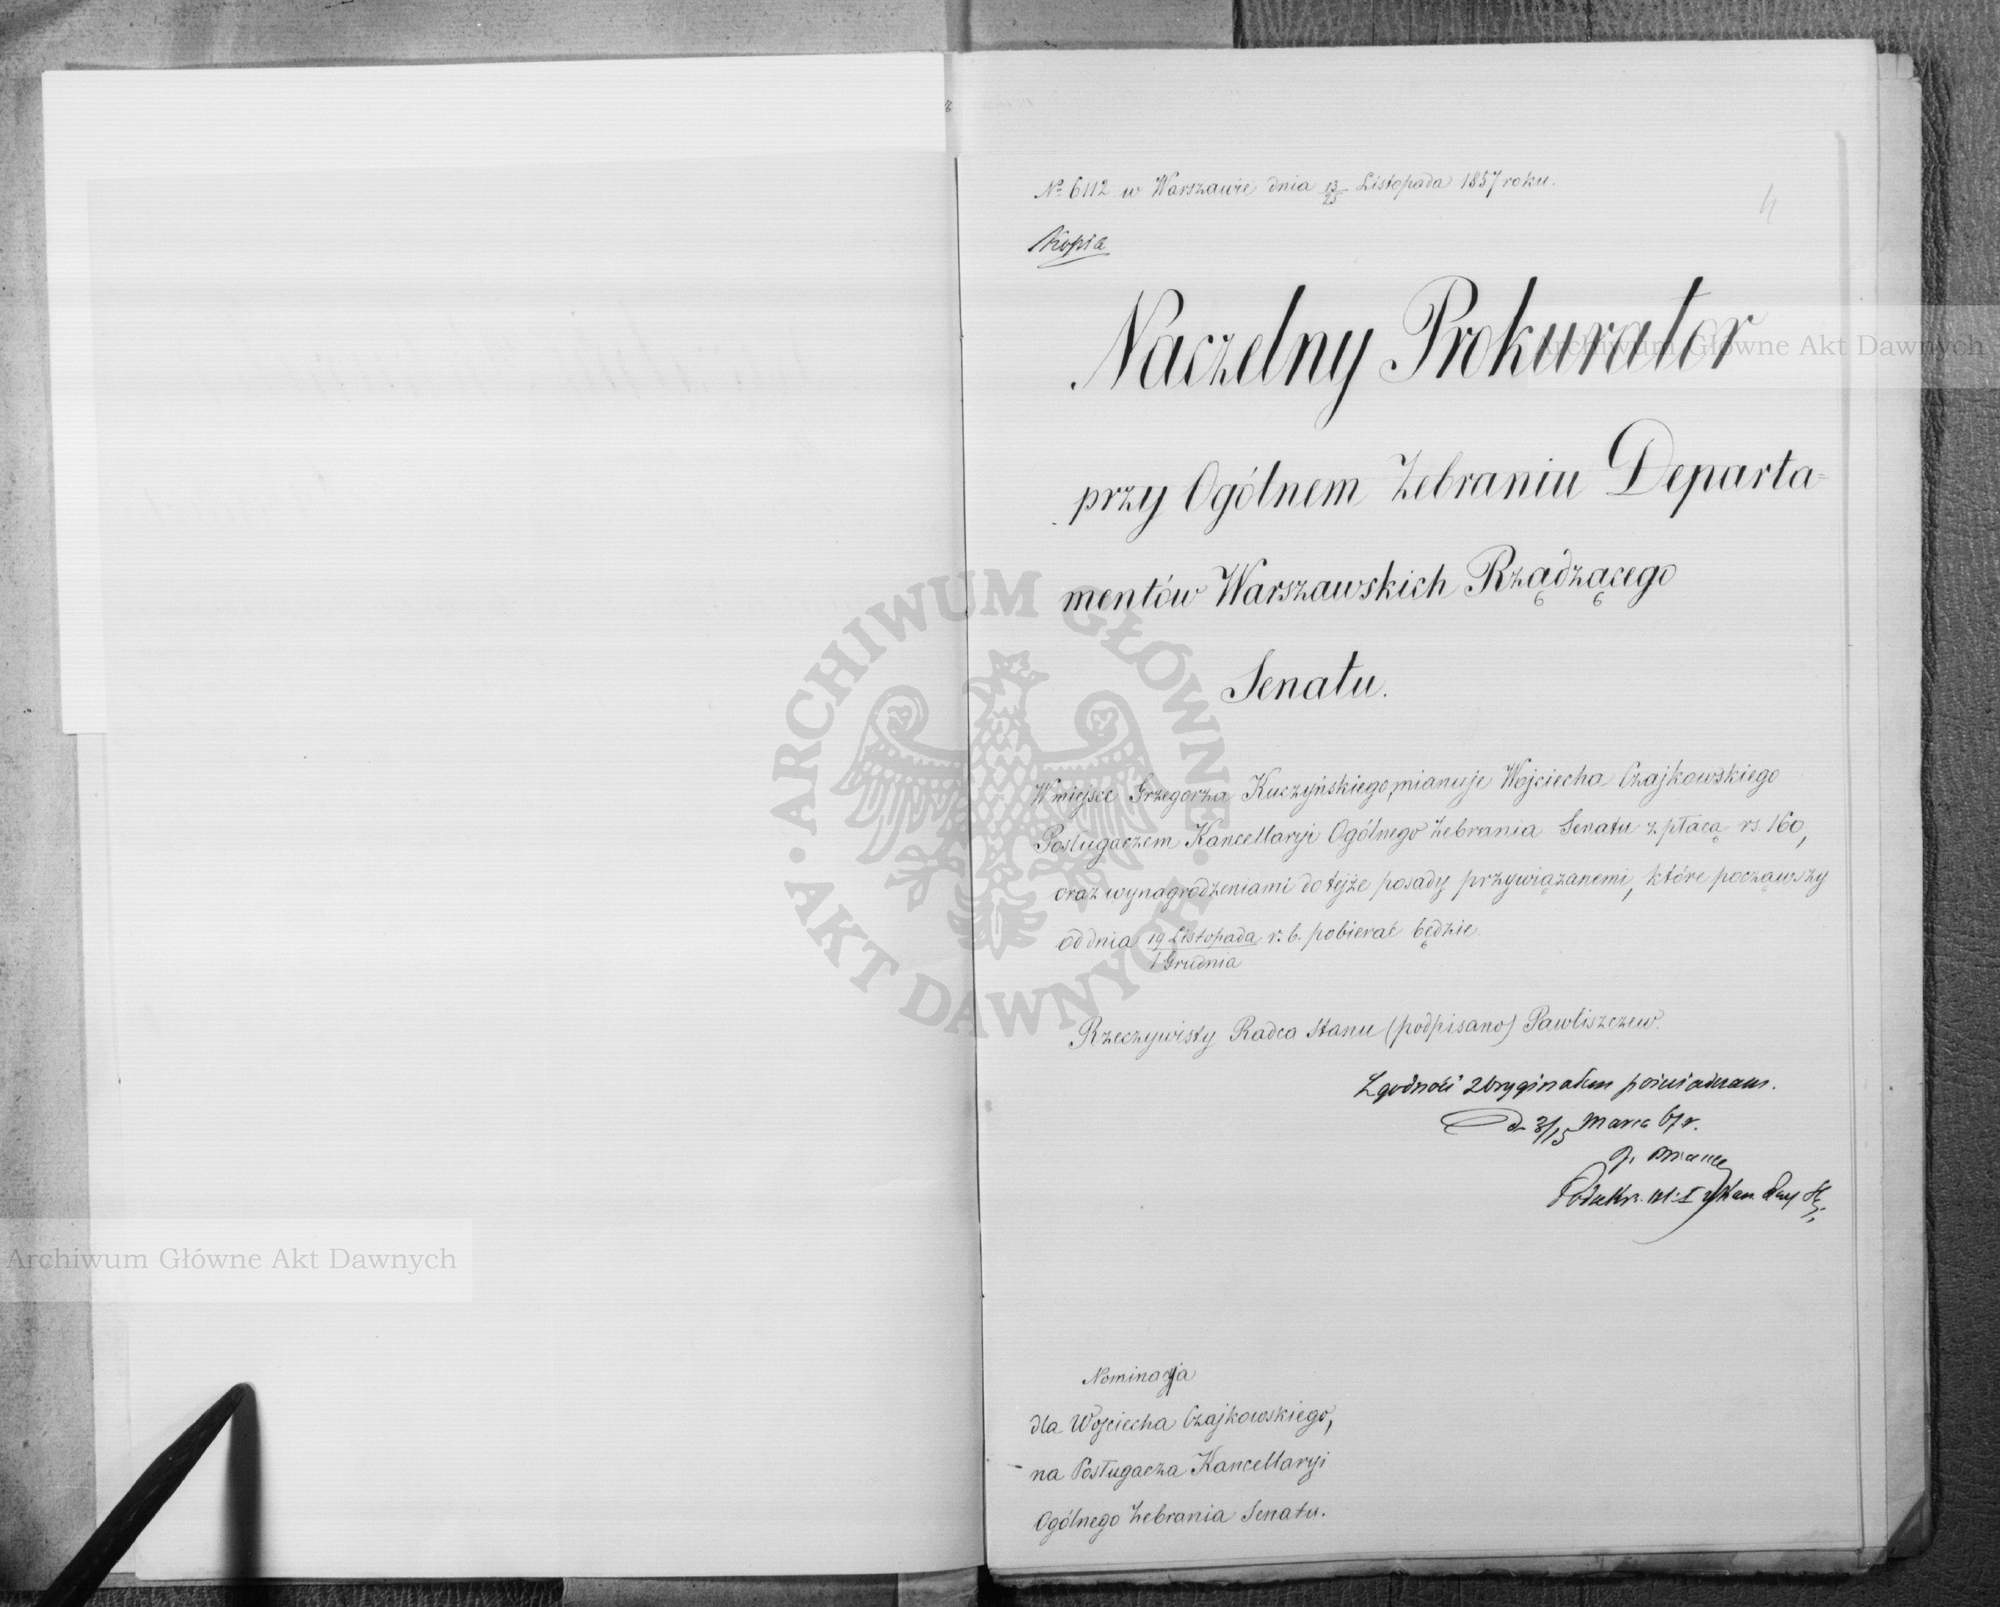 № 6112 w Warszawie dnia 13/25 Listopada 1857 roku.
4
Kopia
Naczelny Prokurator
przy Ogólnem Zebraniu Departa=
mentów Warszawskich Rządzącego
Senatu.
W miejsce Grzegorza Kuczyńskiego, mianuje Wojciecha Czajkowskiego
Posługaczem Kancellaryi Ogólnego Zebrania Senatu z płacą rs. 160,
oraz wynagrodzeniami do tejże posady przywiązanemi, które począwszy
od dnia 19 Listopada r. b. pobierać będzie.
1 Grudnia
Rzeczywisty Radca Stanu (podpisano) Pawliszczew.
Zgodność z oryginałem poświadczam.
d. 3/15 Marca 67 r.
Nominacyja
dla Wojciecha Czajkowskiego,
na Posługacza Kancellaryi
Ogólnego Zebrania Senatu.
Archiwum Główne Akt Dawnych
ARCHIWUM GŁÓWNE · AKT DAWNYCH ·
Archiwum Główne Akt Dawnych